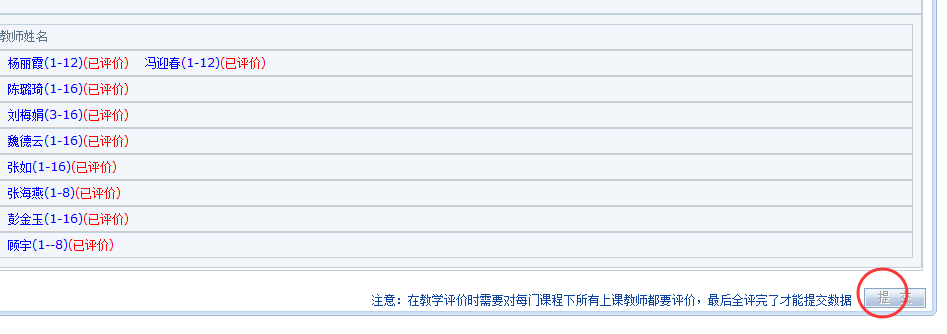 教师姓名
杨丽霞(1-12)(已评价) 冯迎春(1-12)(已评价)
陈璐琦(1-16)(已评价)
刘梅娟(3-16)(已评价)
魏德云(1-16)(已评价)
张如(1-16)(已评价)
张海燕(1-8)(已评价)
彭金玉(1-16)(已评价)
顾宇(1--8)(已评价)
注意：在教学评价时需要对每门课程下所有上课教师都要评价，最后全评完了才能提交数据 提 交